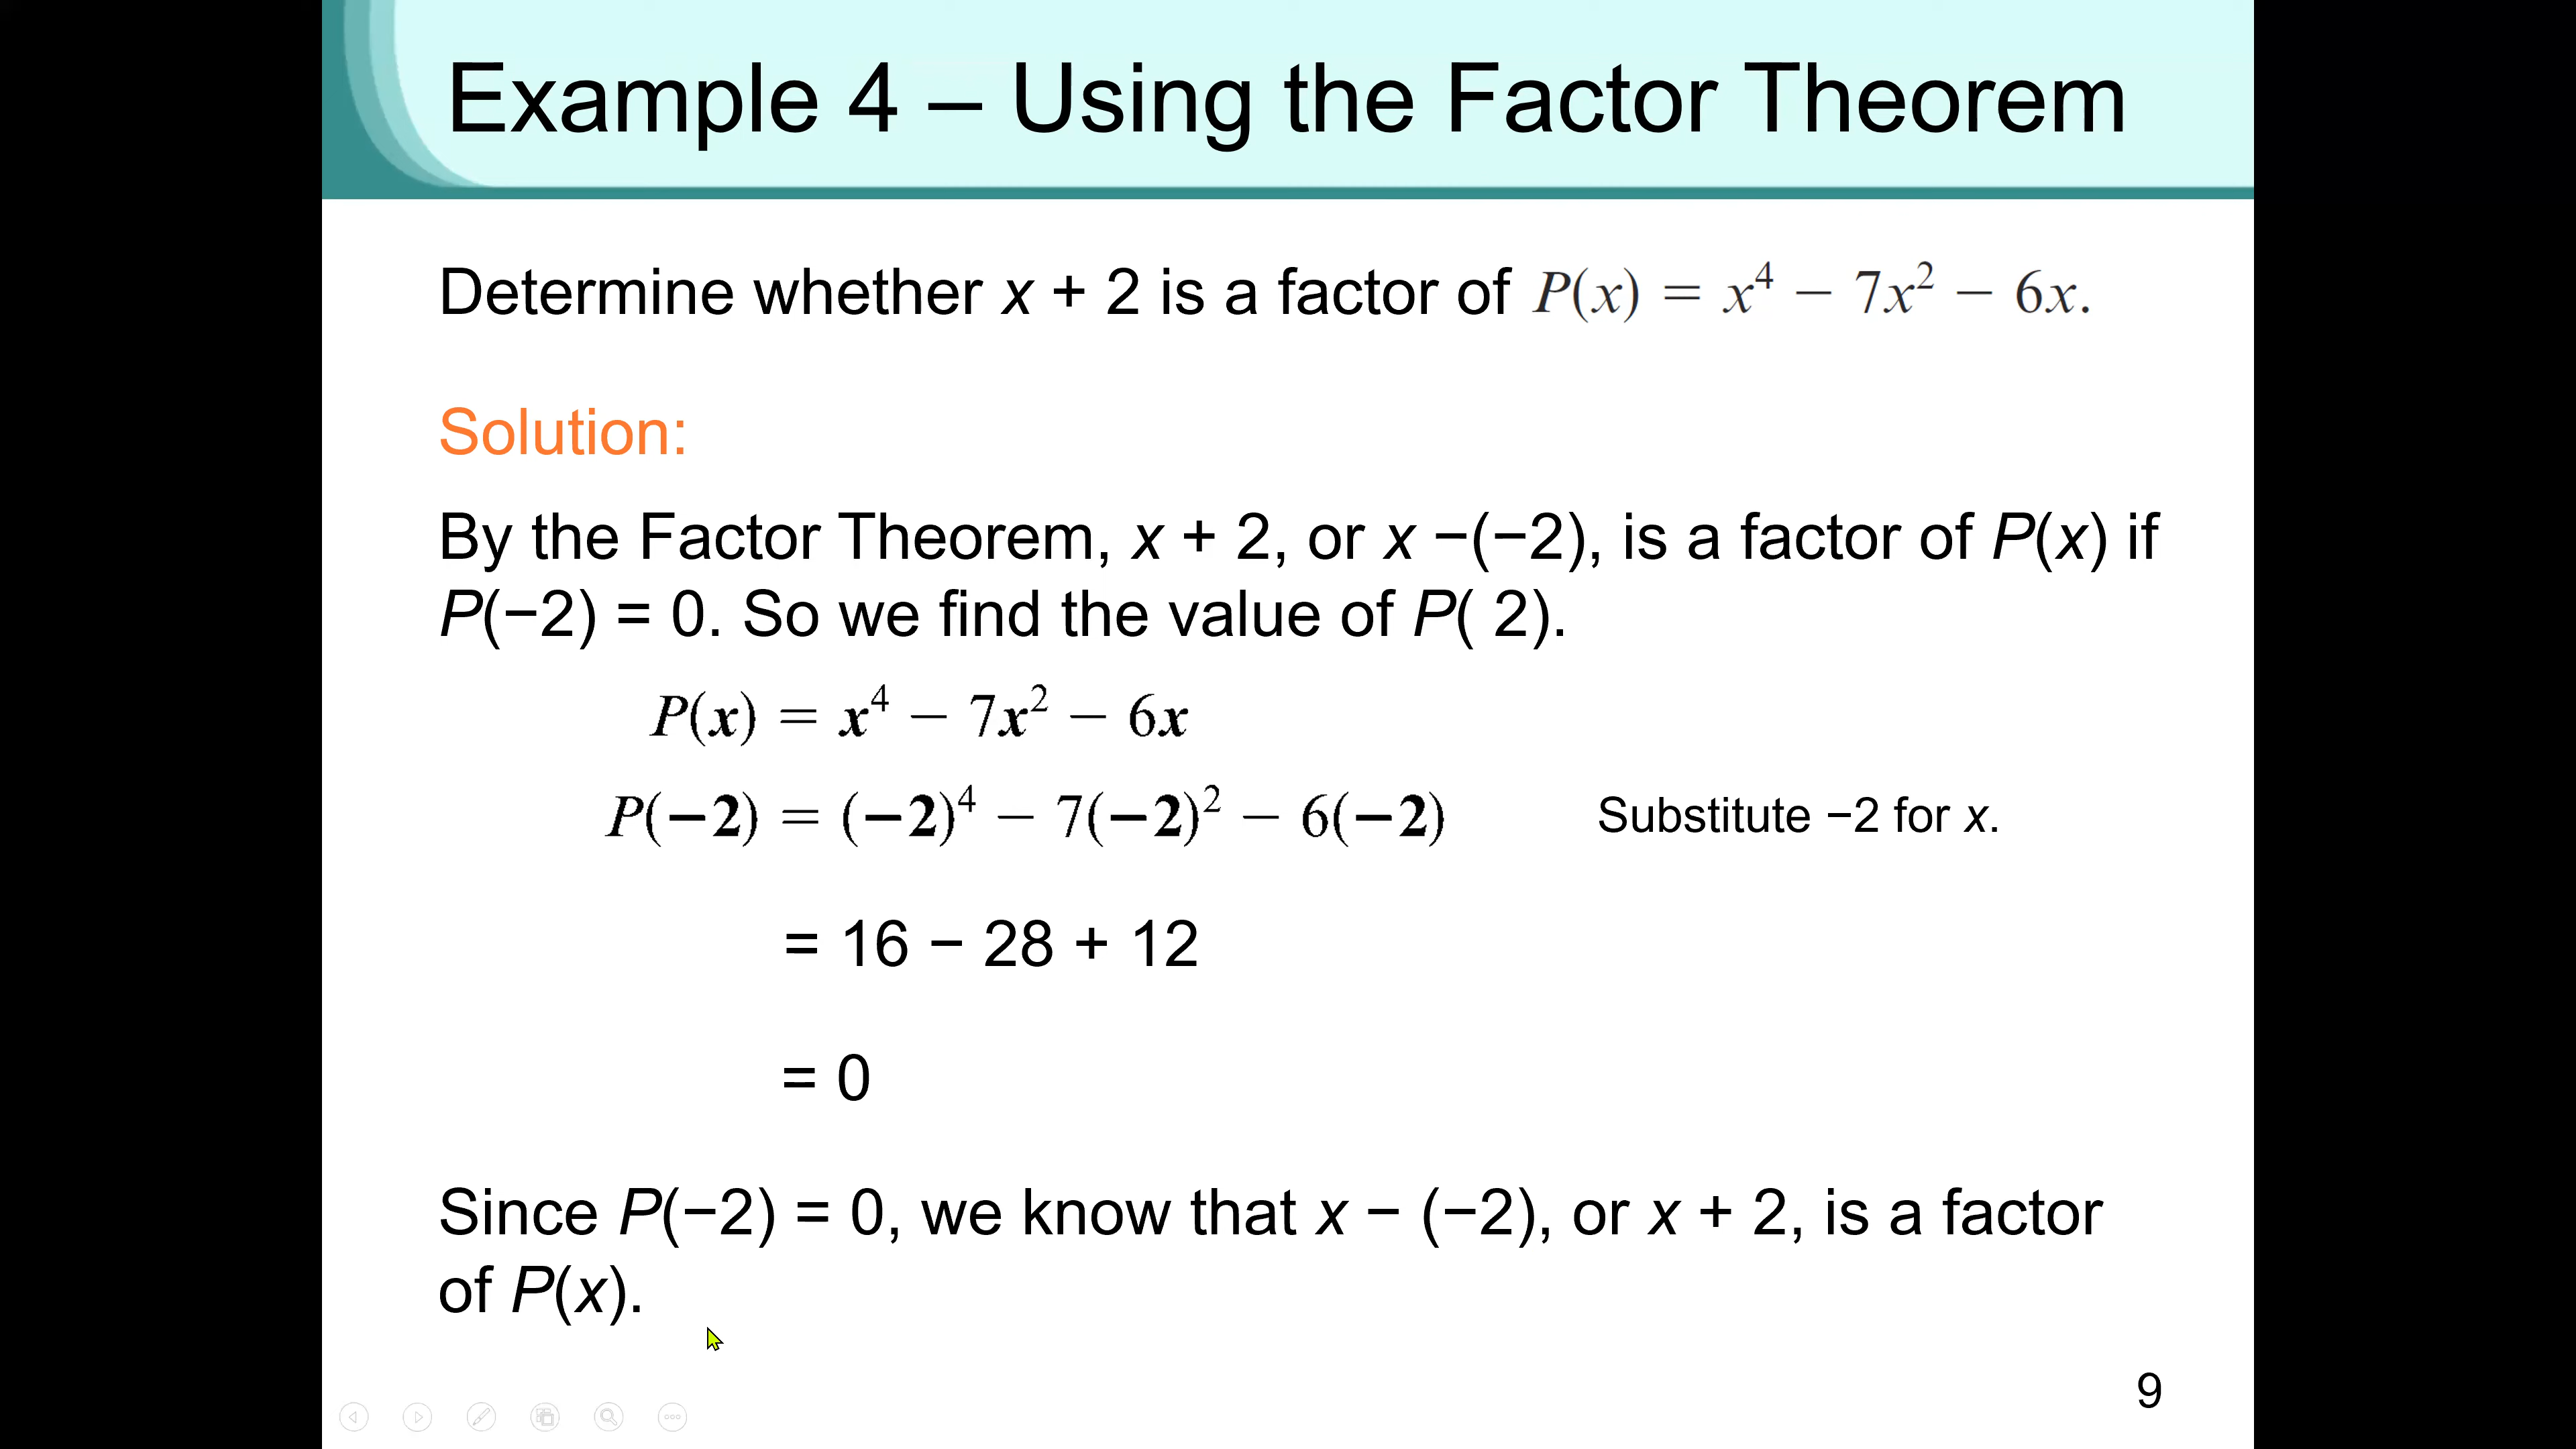 Example 4 – Using the Factor Theorem
Determine whether x + 2 is a factor of P(x) = x⁴ − 7x² − 6x.
Solution:
By the Factor Theorem, x + 2, or x −(−2), is a factor of P(x) if
P(−2) = 0. So we find the value of P( 2).
P(x) = x⁴ − 7x² − 6x
P(−2) = (−2)⁴ − 7(−2)² − 6(−2) Substitute −2 for x.
= 16 − 28 + 12
= 0
Since P(−2) = 0, we know that x − (−2), or x + 2, is a factor
of P(x).
9